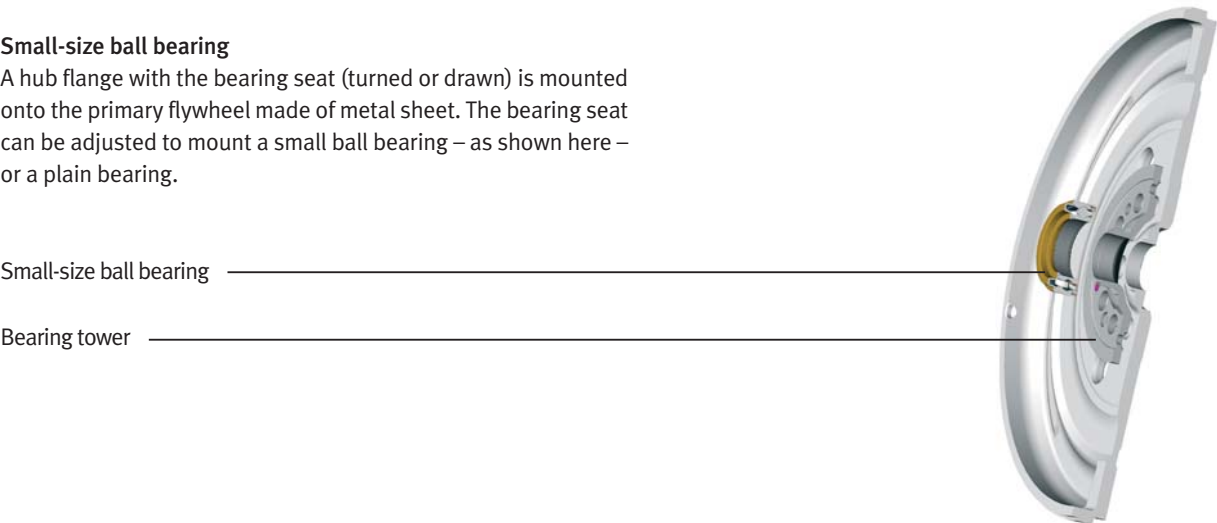 Small-size ball bearing
A hub flange with the bearing seat (turned or drawn) is mounted
onto the primary flywheel made of metal sheet. The bearing seat
can be adjusted to mount a small ball bearing – as shown here –
or a plain bearing.
Small-size ball bearing
Bearing tower